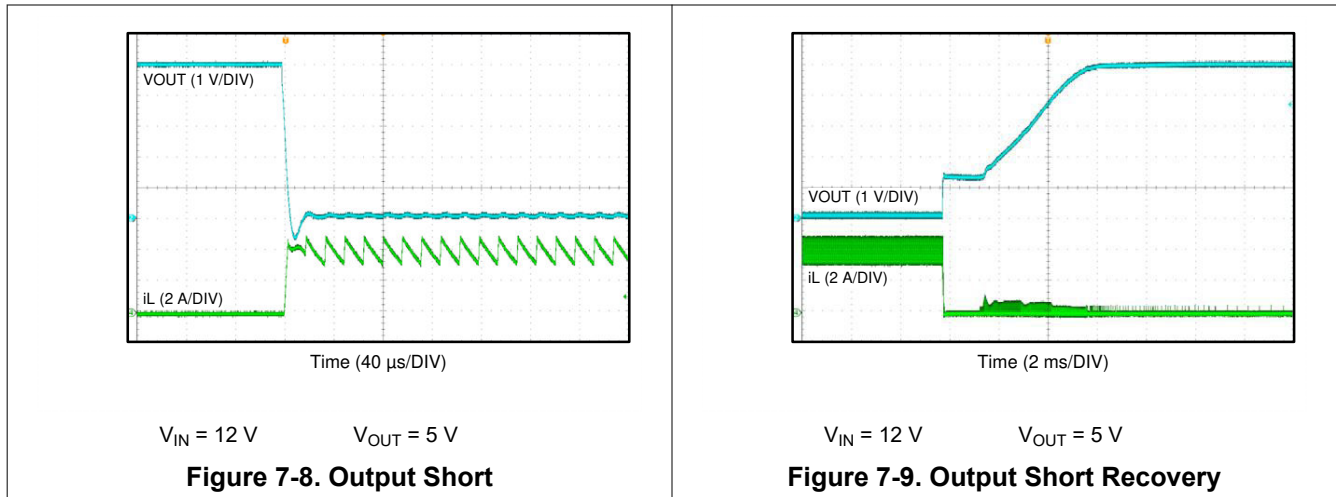 VOUT (1 V/DIV)
iL (2 A/DIV)
Time (40 µs/DIV)
VIN = 12 V VOUT = 5 V
Figure 7-8. Output Short
VOUT (1 V/DIV)
iL (2 A/DIV)
Time (2 ms/DIV)
VIN = 12 V VOUT = 5 V
Figure 7-9. Output Short Recovery